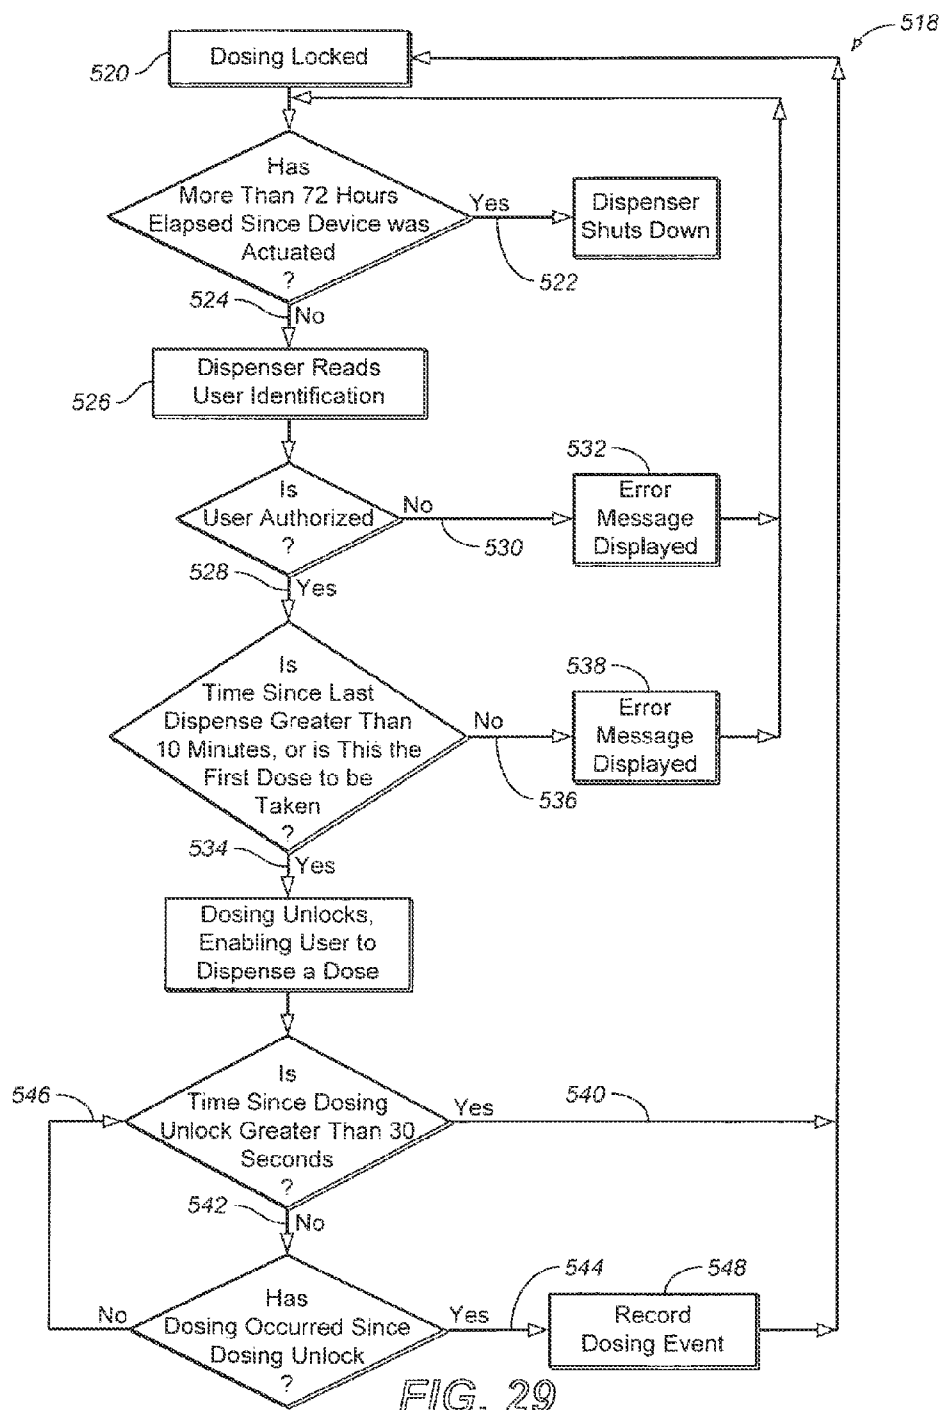 518
Dosing Locked
520
Has
More Than 72 Hours
Elapsed Since Device was
Actuated
?
Yes
522
Dispenser
Shuts Down
524
No
Dispenser Reads
User Identification
526
Is
User Authorized
?
No
530
532
Error
Message
Displayed
528
Yes
Is
Time Since Last
Dispense Greater Than
10 Minutes, or is This the
First Dose to be
Taken
?
No
536
538
Error
Message
Displayed
534
Yes
Dosing Unlocks,
Enabling User to
Dispense a Dose
546
Is
Time Since Dosing
Unlock Greater Than 30
Seconds
?
Yes
540
542
No
Has
Dosing Occurred Since
Dosing Unlock
?
No
Yes
544
548
Record
Dosing Event
FIG. 29